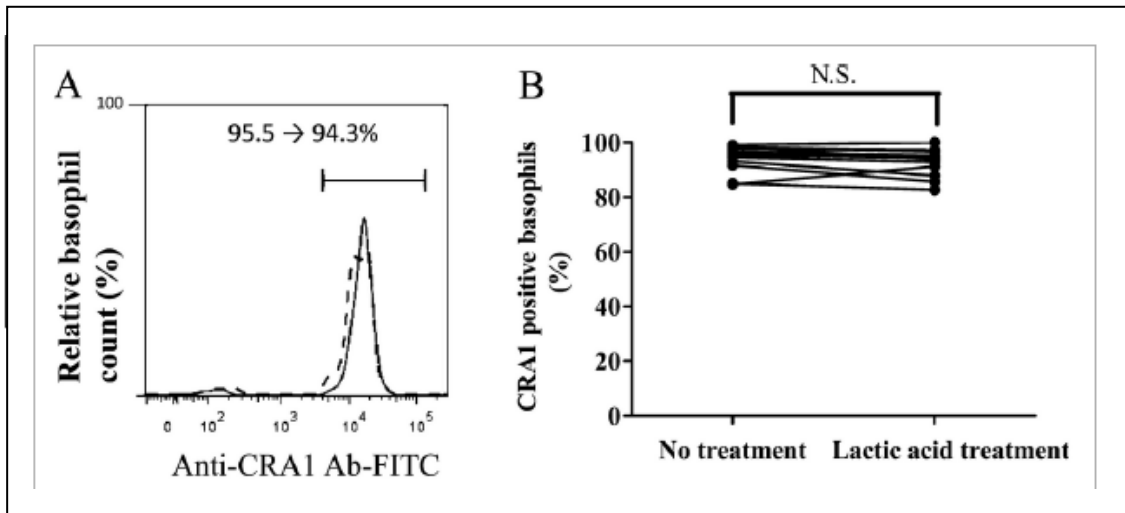 A
100
95.5 → 94.3%
Relative basophil
count (%)
0 10² 10³ 10⁴ 10⁵
Anti-CRA1 Ab-FITC
B
N.S.
CRA1 positive basophils
(%)
100
80
60
40
20
0
No treatment Lactic acid treatment